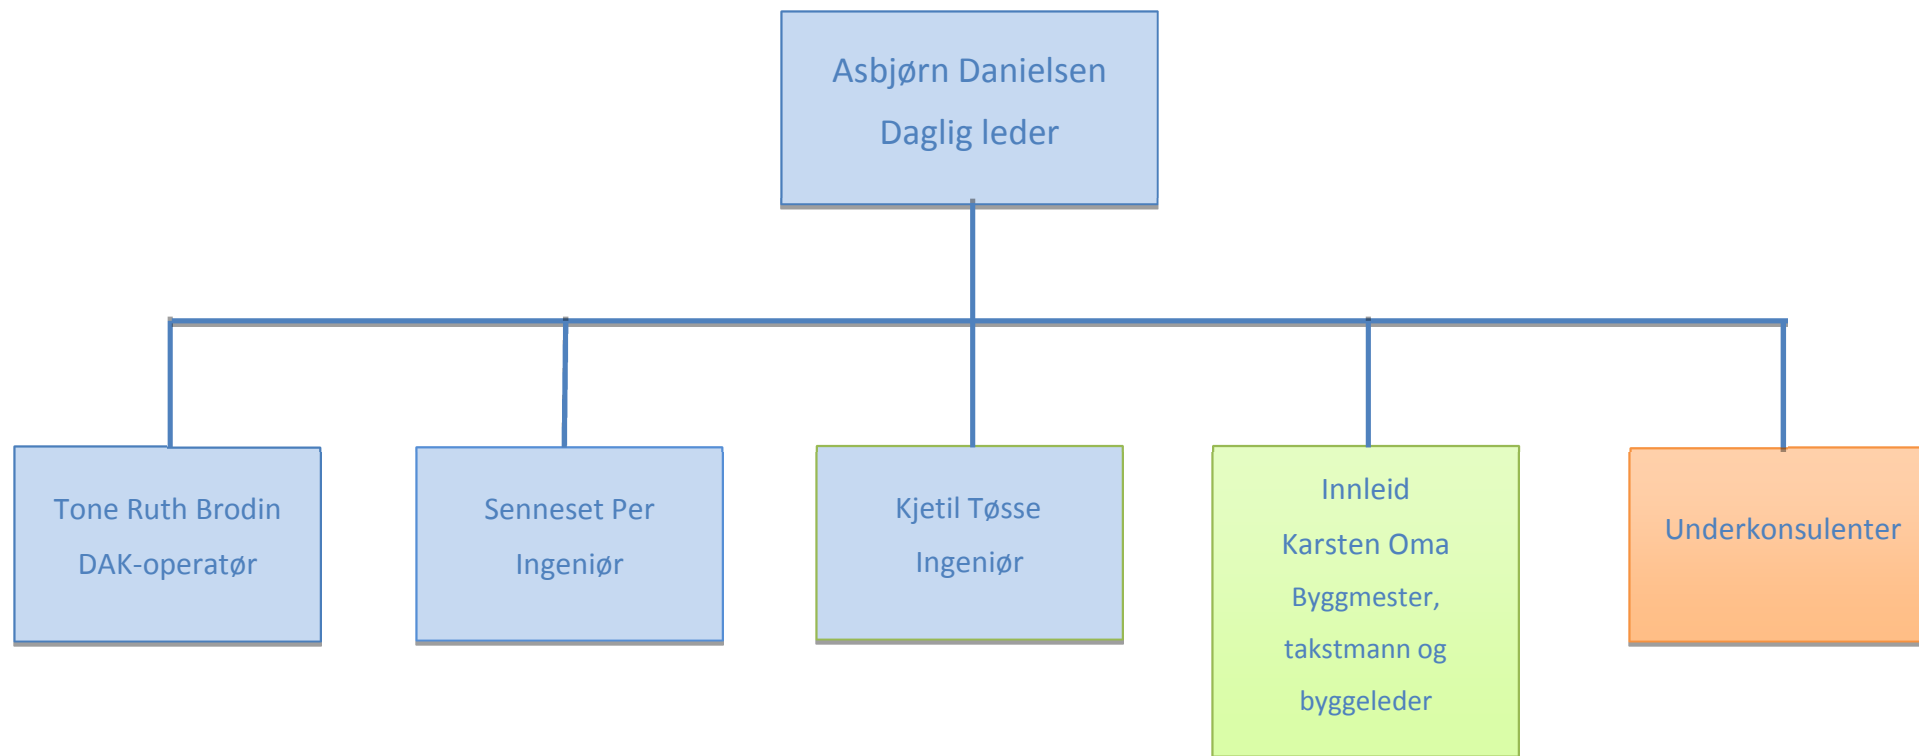 Asbjørn Danielsen
Daglig leder
Tone Ruth Brodin
DAK-operatør
Senneset Per
Ingeniør
Kjetil Tøsse
Ingeniør
Innleid
Karsten Oma
Byggmester,
takstmann og
byggeleder
Underkonsulenter